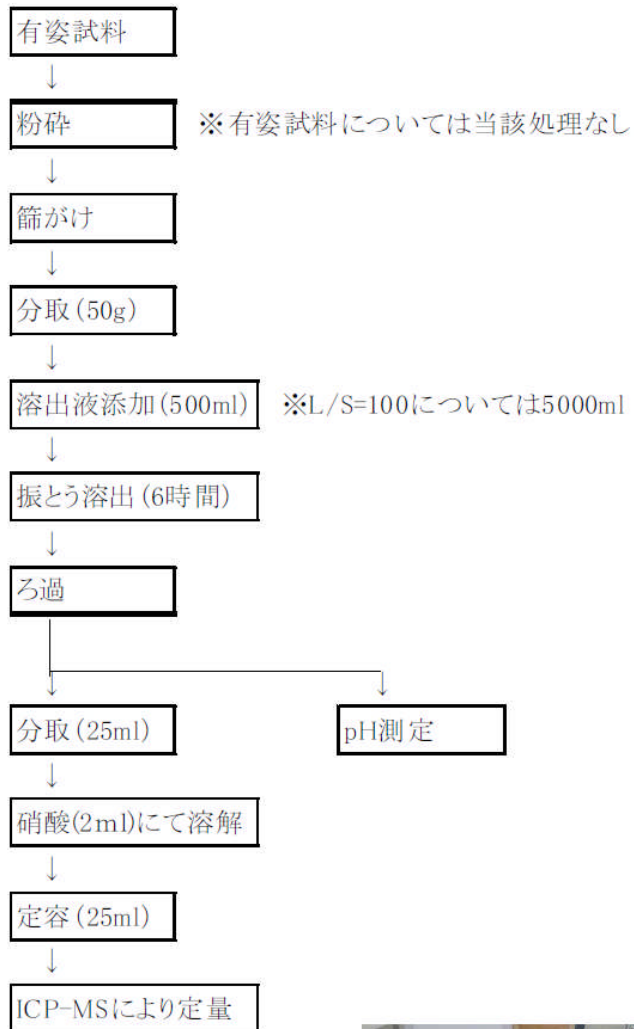 有姿試料
↓
粉砕 ※有姿試料については当該処理なし
↓
篩がけ
↓
分取(50g)
↓
溶出液添加(500ml) ※L/S=100については5000ml
↓
振とう溶出(6時間)
↓
ろ過
↓ ↓
分取(25ml) pH測定
↓
硝酸(2ml)にて溶解
↓
定容(25ml)
↓
ICP-MSにより定量